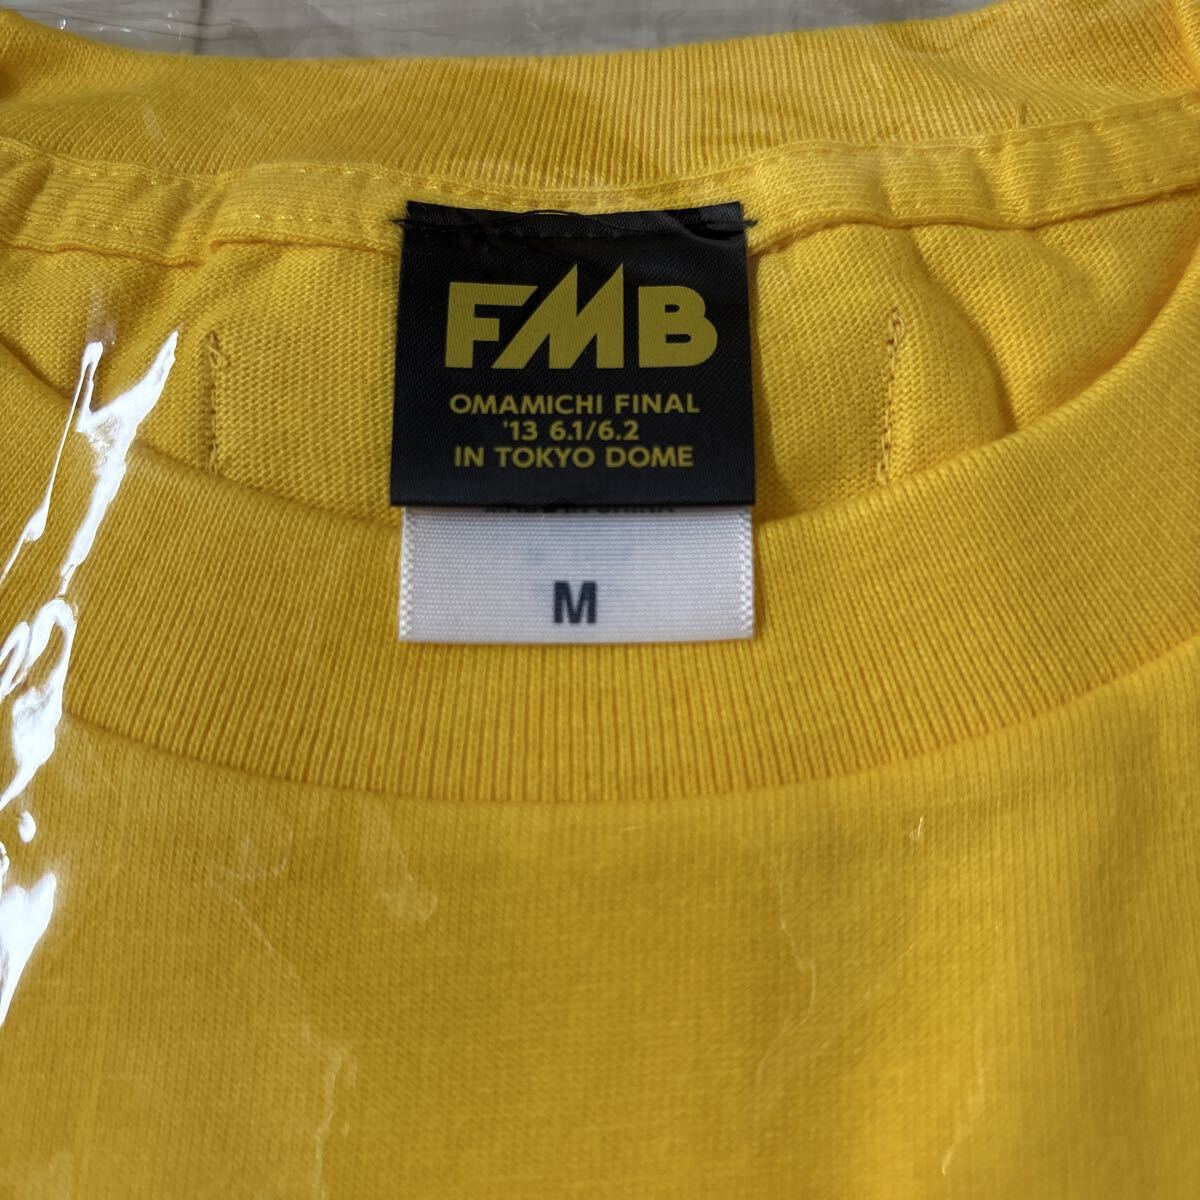 FMB
OMAMICHI FINAL
'13 6.1/6.2
IN TOKYO DOME
M